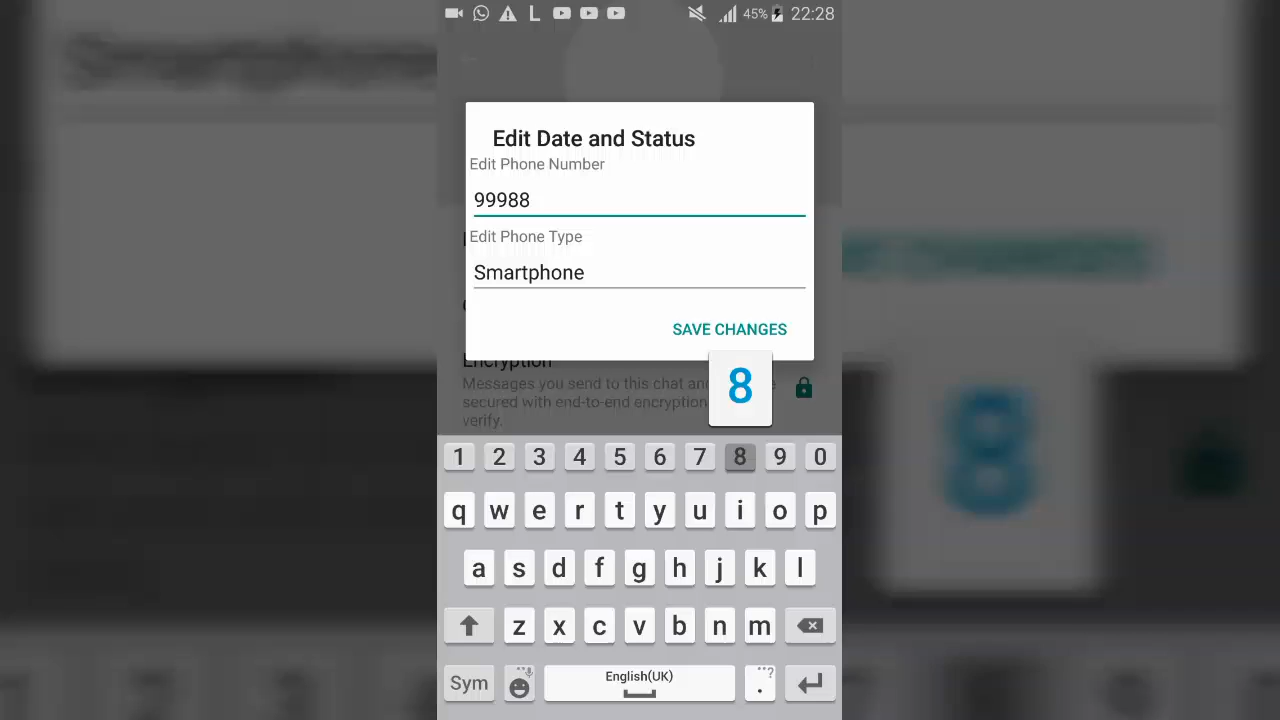 L 45% 22:28
Edit Date and Status
Edit Phone Number
99988
Edit Phone Type
Smartphone
SAVE CHANGES
Encryption
8
Messages you send to this chat and
secured with end-to-end encryption
verify.
1 2 3 4 5 6 7 8 9 0
q w e r t y u i o p
a s d f g h j k l
z x c v b n m
Sym English(UK) . ...?